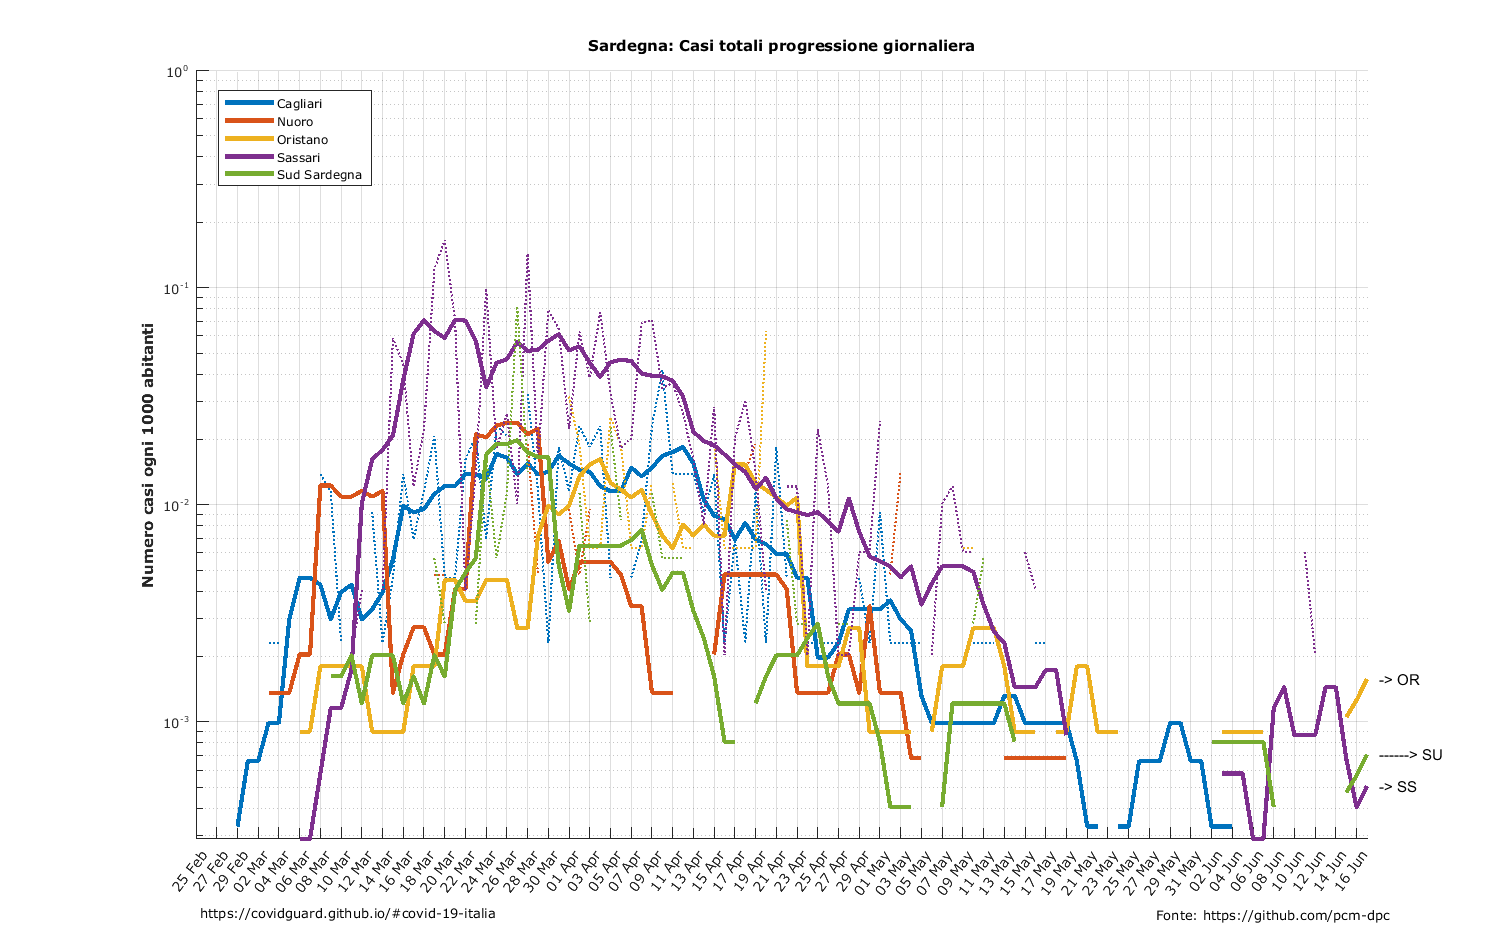 Sardegna: Casi totali progressione giornaliera
10^0
10^-1
10^-2
10^-3
Numero casi ogni 1000 abitanti
Cagliari
Nuoro
Oristano
Sassari
Sud Sardegna
-> OR
------> SU
-> SS
25 Feb
27 Feb
29 Feb
02 Mar
04 Mar
06 Mar
08 Mar
10 Mar
12 Mar
14 Mar
16 Mar
18 Mar
20 Mar
22 Mar
24 Mar
26 Mar
28 Mar
30 Mar
01 Apr
03 Apr
05 Apr
07 Apr
09 Apr
11 Apr
13 Apr
15 Apr
17 Apr
19 Apr
21 Apr
23 Apr
25 Apr
27 Apr
29 Apr
01 May
03 May
05 May
07 May
09 May
11 May
13 May
15 May
17 May
19 May
21 May
23 May
25 May
27 May
29 May
31 May
02 Jun
04 Jun
06 Jun
08 Jun
10 Jun
12 Jun
14 Jun
16 Jun
https://covidguard.github.io/#covid-19-italia
Fonte: https://github.com/pcm-dpc